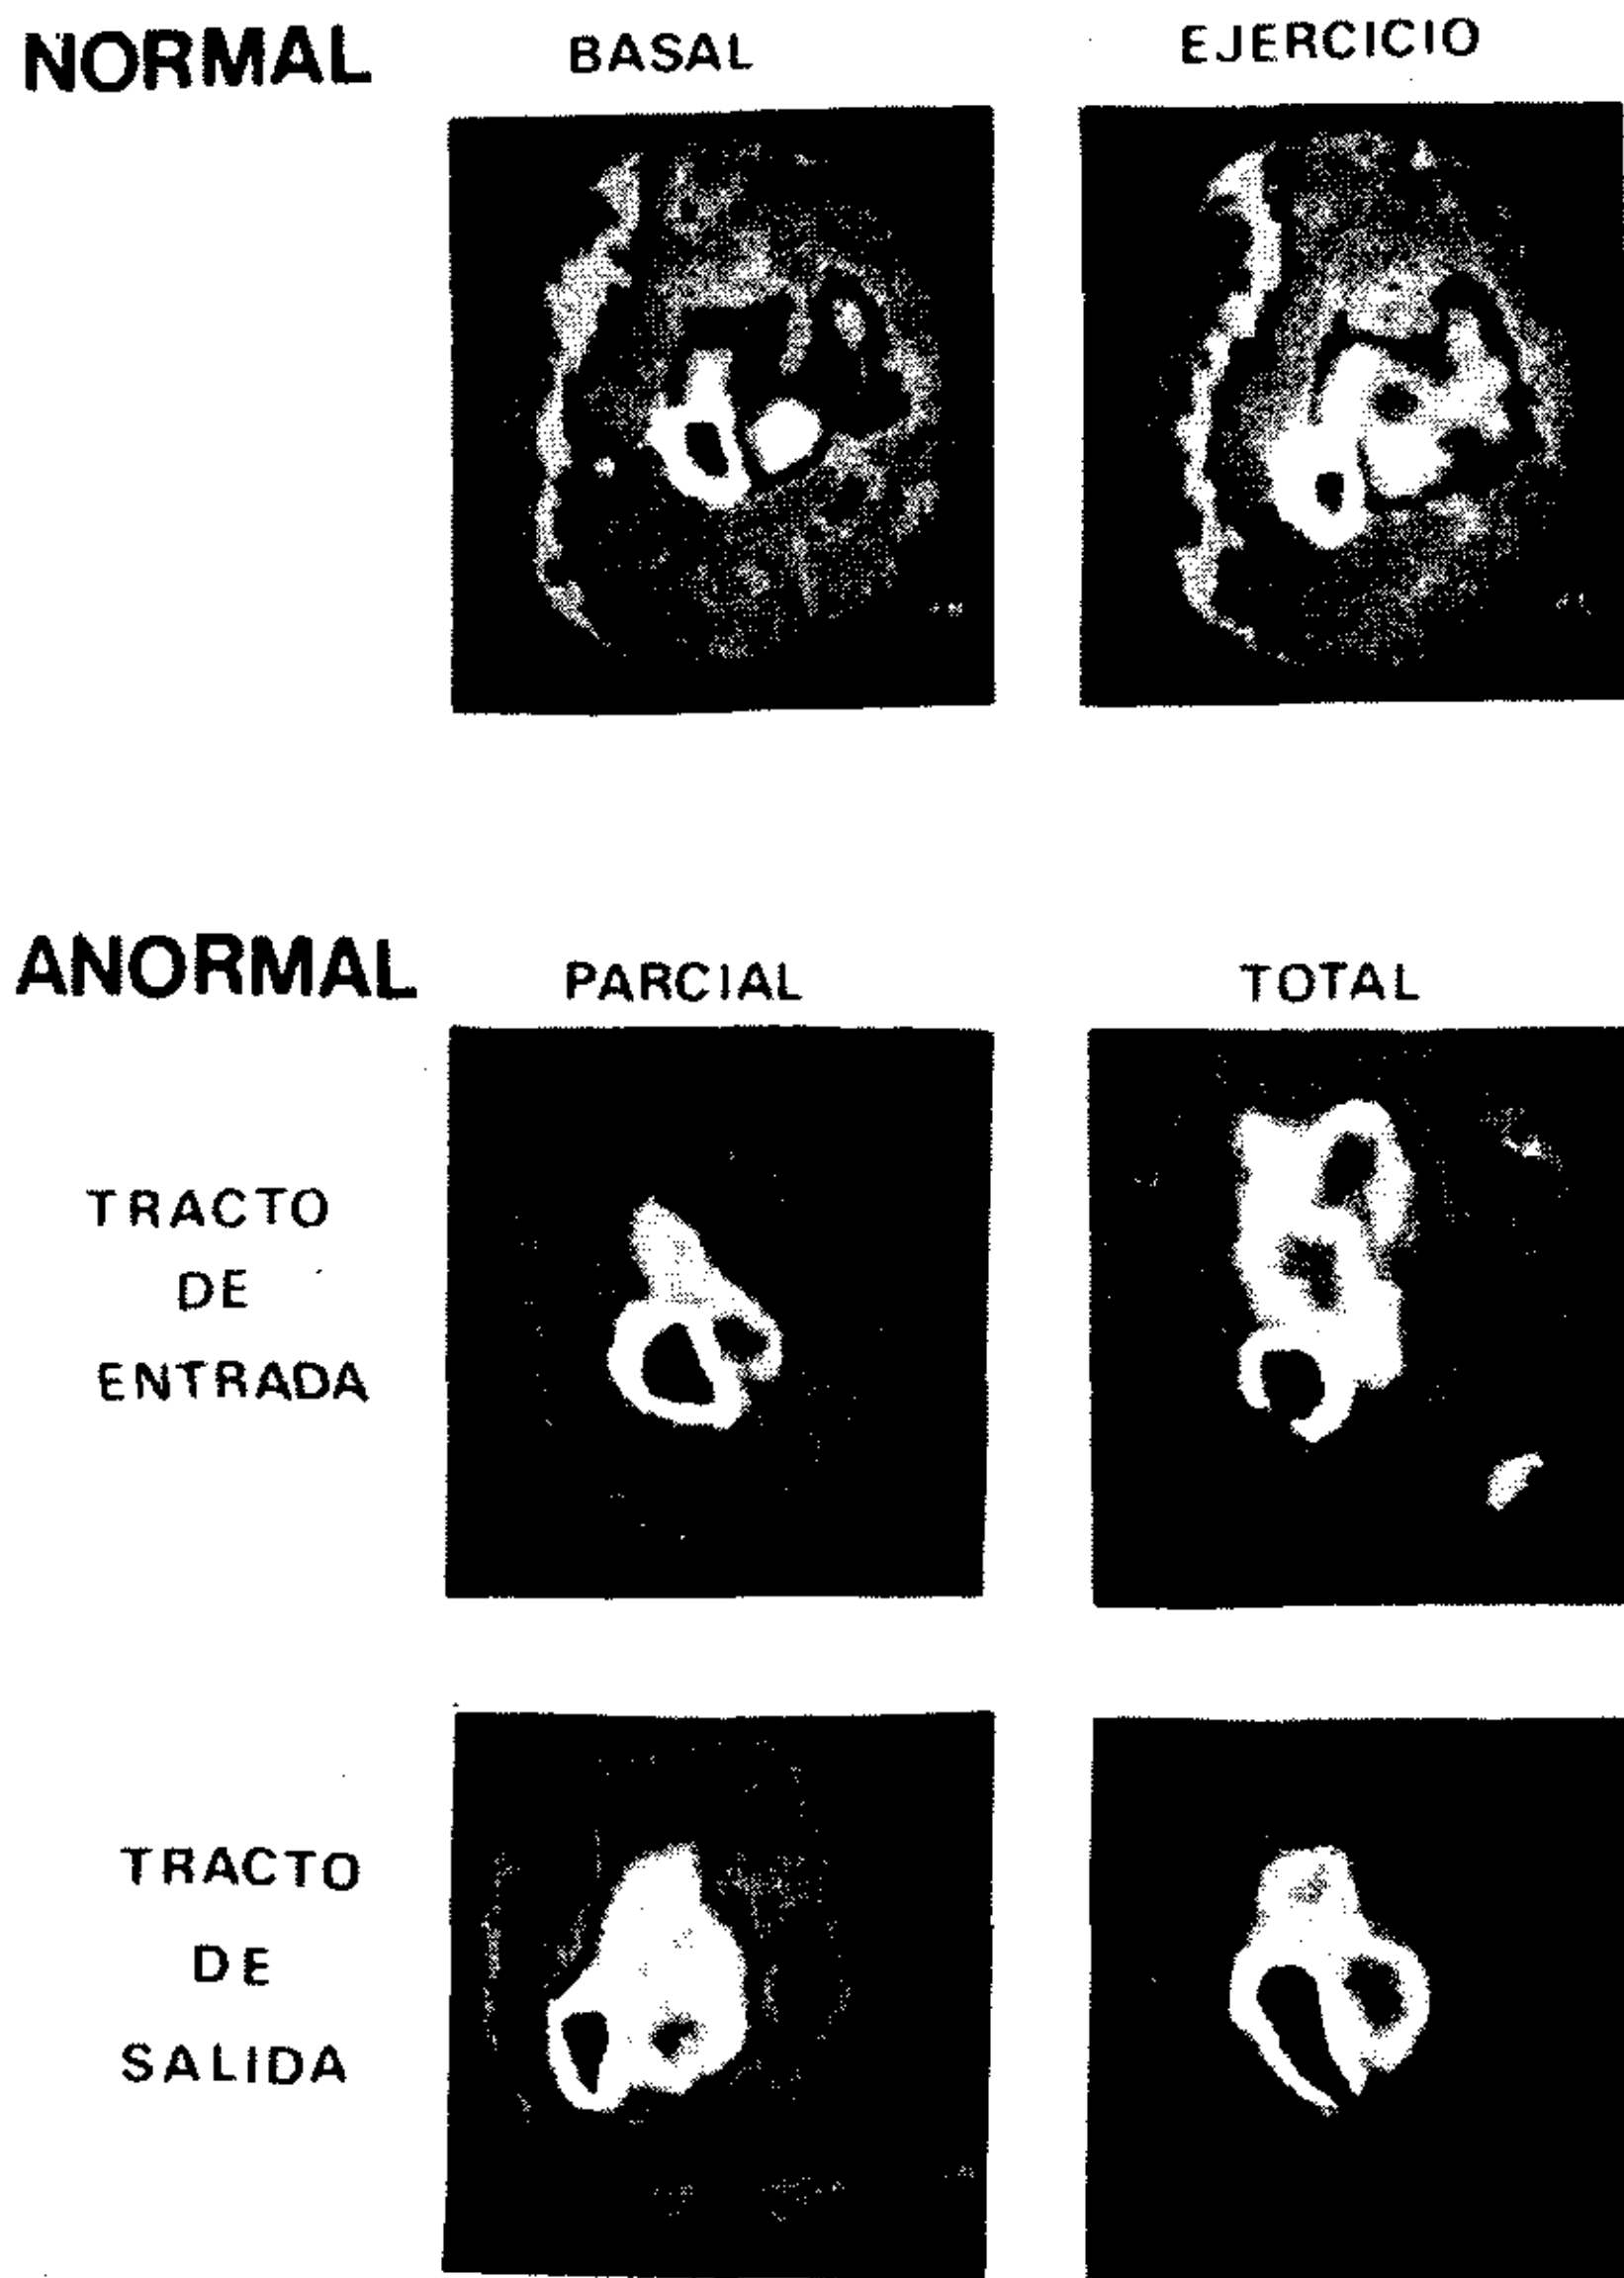 NORMAL
BASAL
EJERCICIO
ANORMAL
PARCIAL
TOTAL
TRACTO
DE
ENTRADA
TRACTO
DE
SALIDA